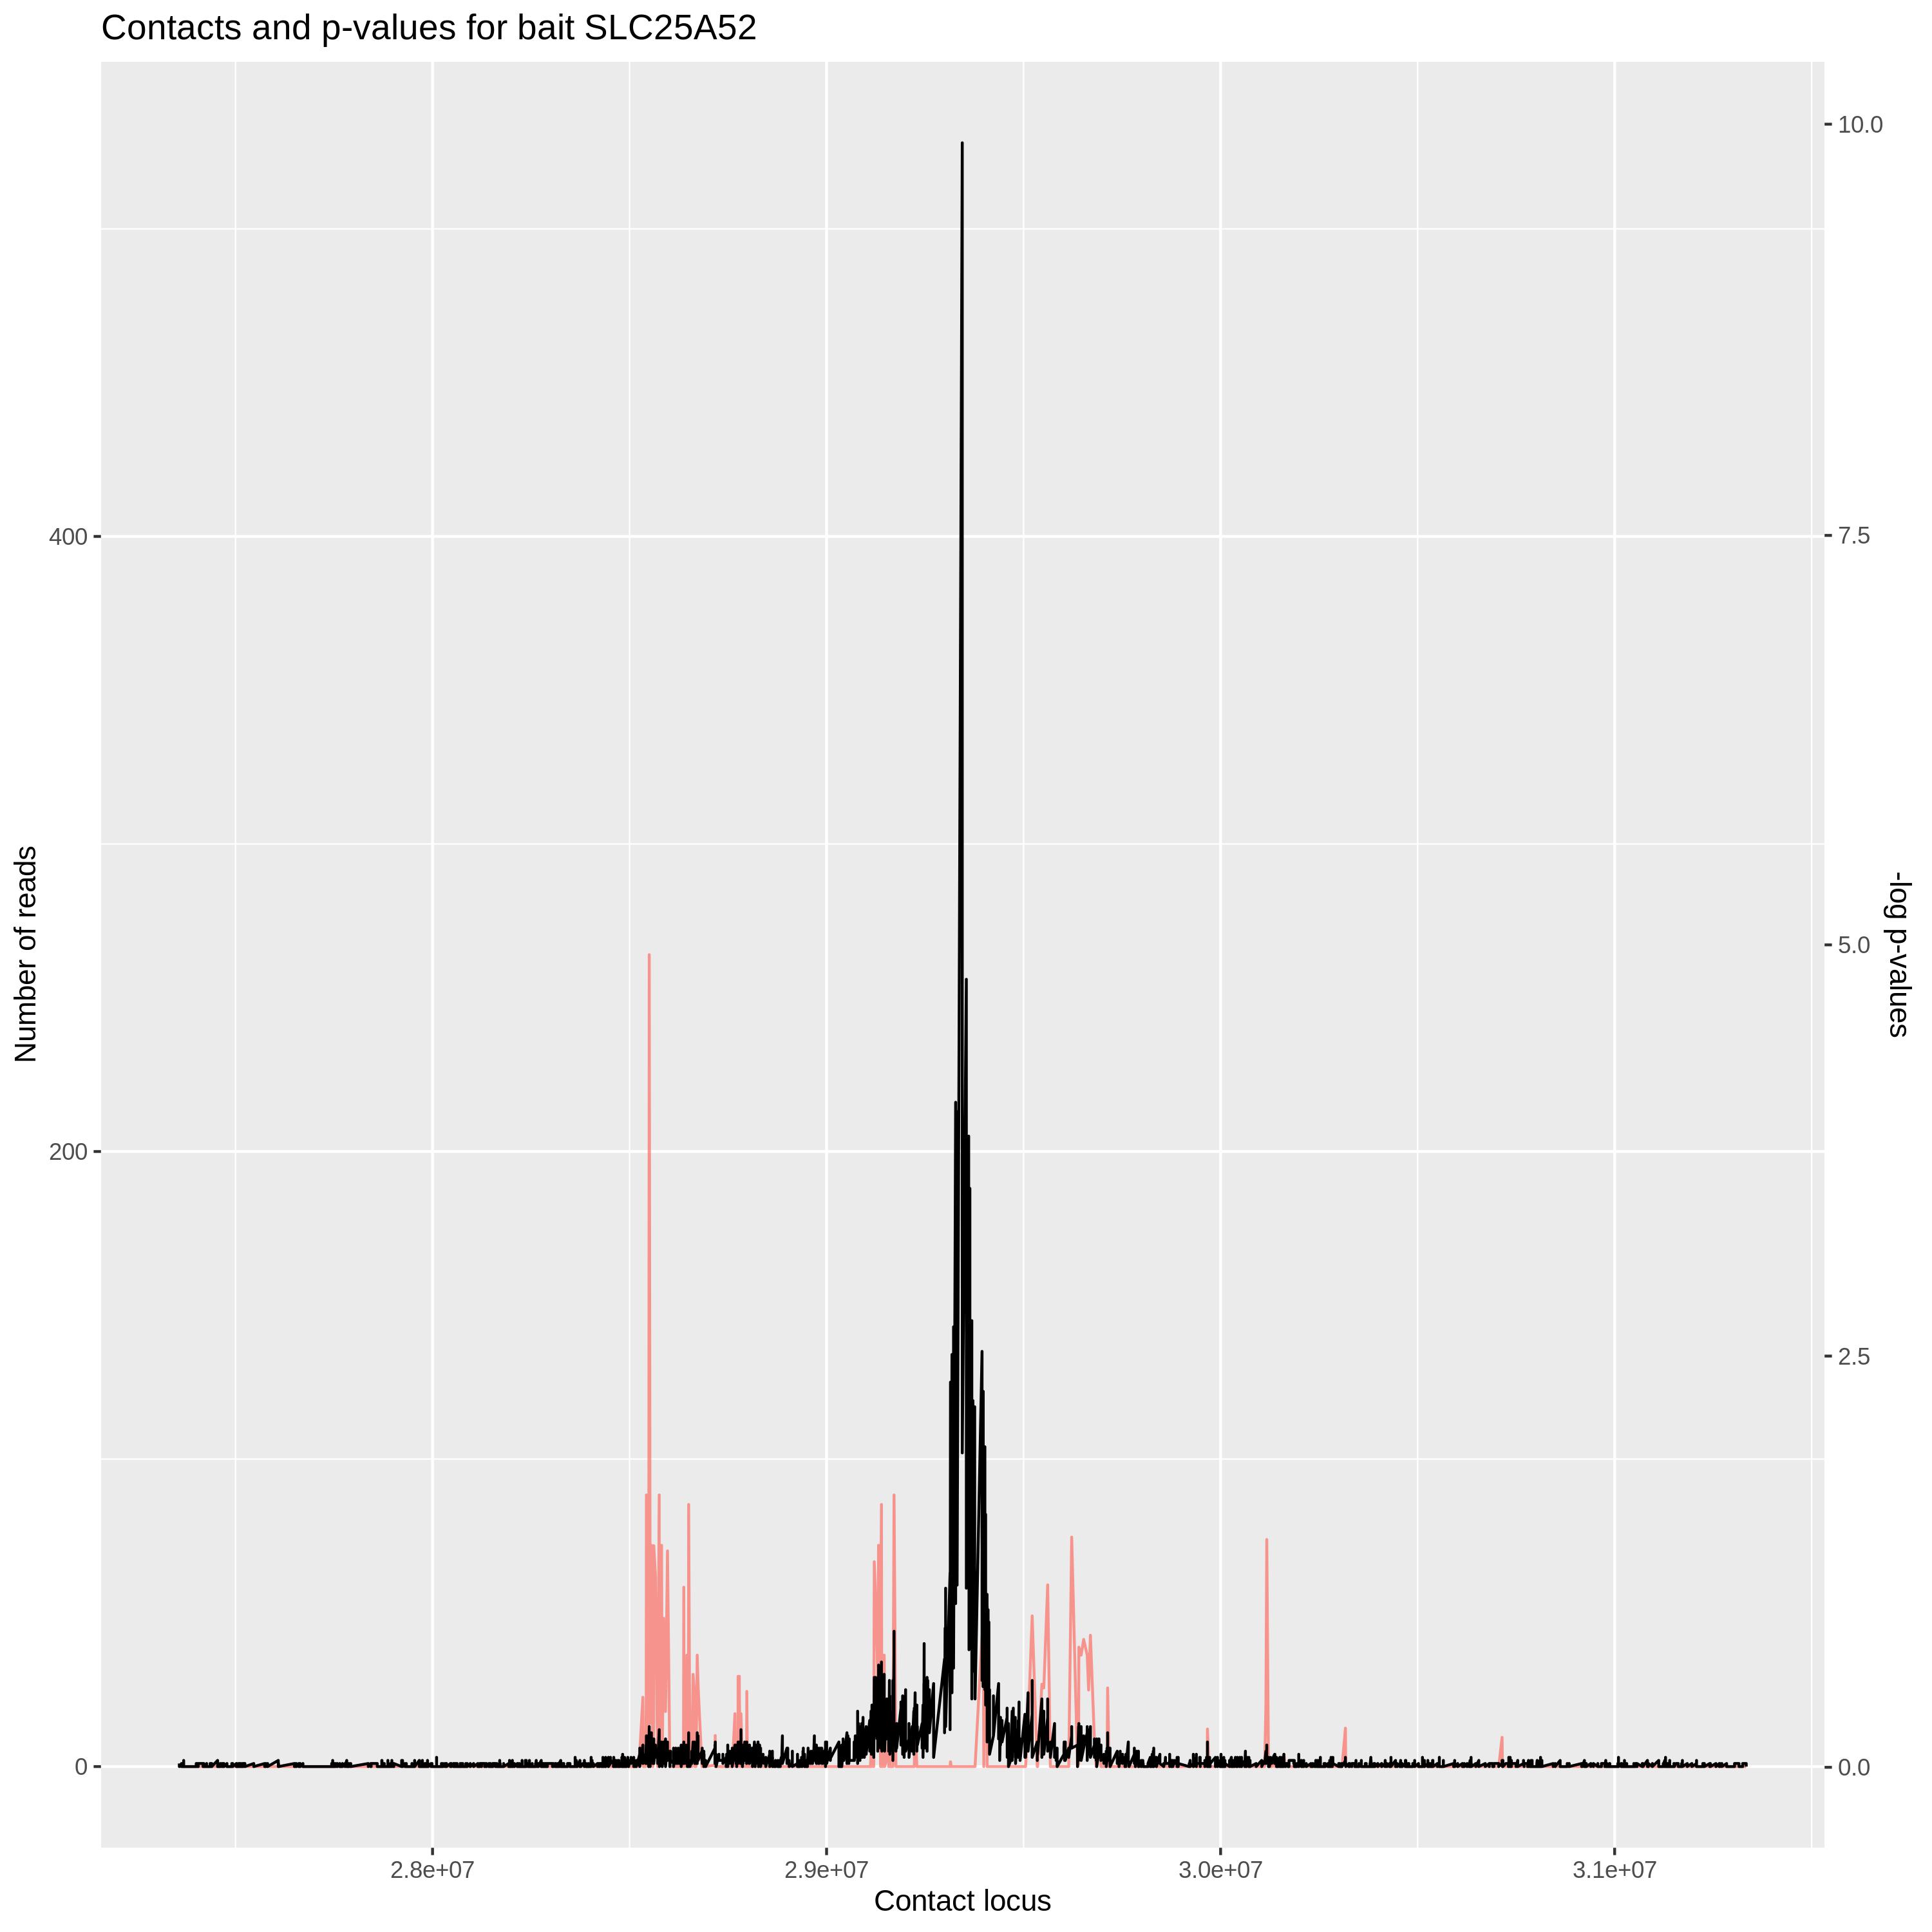 Contacts and p-values for bait SLC25A52
10.0
400
7.5
5.0
Number of reads
-log p-values
200
2.5
0
0.0
2.8e+07
2.9e+07
3.0e+07
3.1e+07
Contact locus